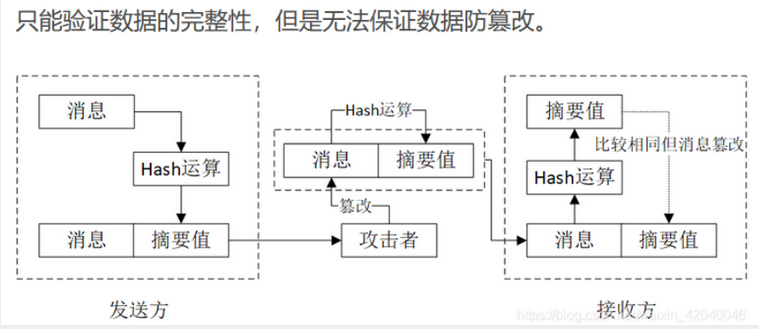 只能验证数据的完整性，但是无法保证数据防篡改。
消息
Hash运算
消息 摘要值
发送方
Hash运算
消息 摘要值
篡改
攻击者
摘要值
比较相同但消息篡改
Hash运算
消息 摘要值
接收方